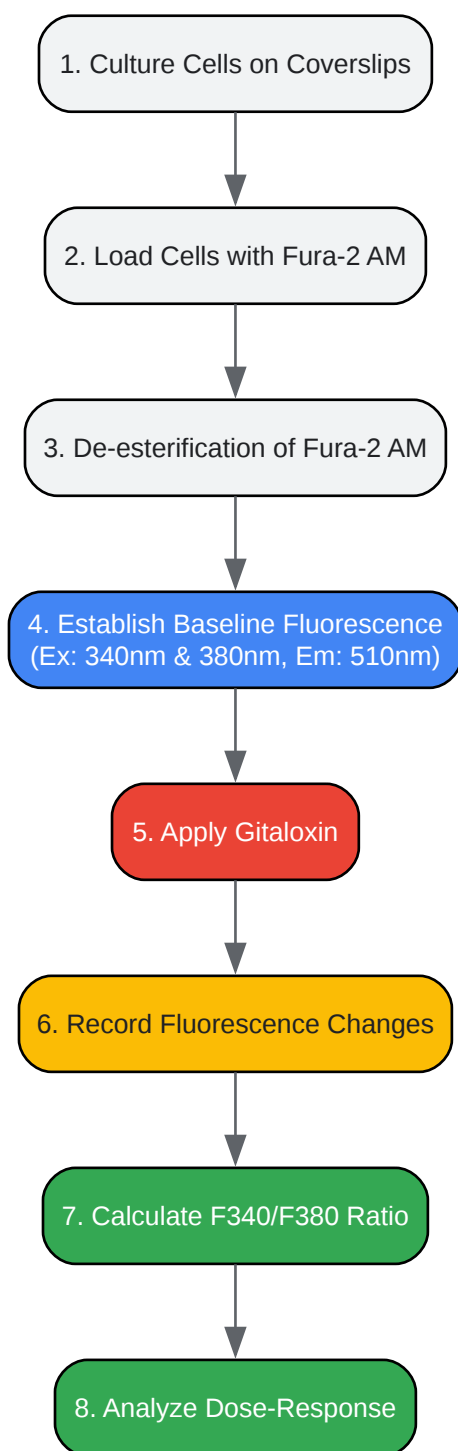 1. Culture Cells on Coverslips
2. Load Cells with Fura-2 AM
3. De-esterification of Fura-2 AM
4. Establish Baseline Fluorescence
(Ex: 340nm & 380nm, Em: 510nm)
5. Apply Gitaloxin
6. Record Fluorescence Changes
7. Calculate F340/F380 Ratio
8. Analyze Dose-Response